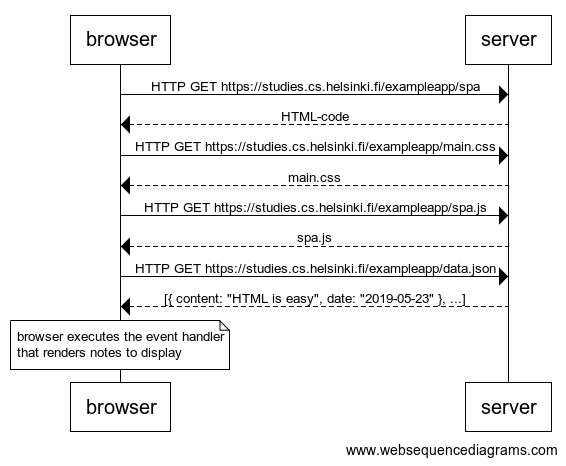 browser
server
HTTP GET https://studies.cs.helsinki.fi/exampleapp/spa
HTML-code
HTTP GET https://studies.cs.helsinki.fi/exampleapp/main.css
main.css
HTTP GET https://studies.cs.helsinki.fi/exampleapp/spa.js
spa.js
HTTP GET https://studies.cs.helsinki.fi/exampleapp/data.json
[{ content: "HTML is easy", date: "2019-05-23" }, ...]
browser executes the event handler
that renders notes to display
browser
server
www.websequencediagrams.com